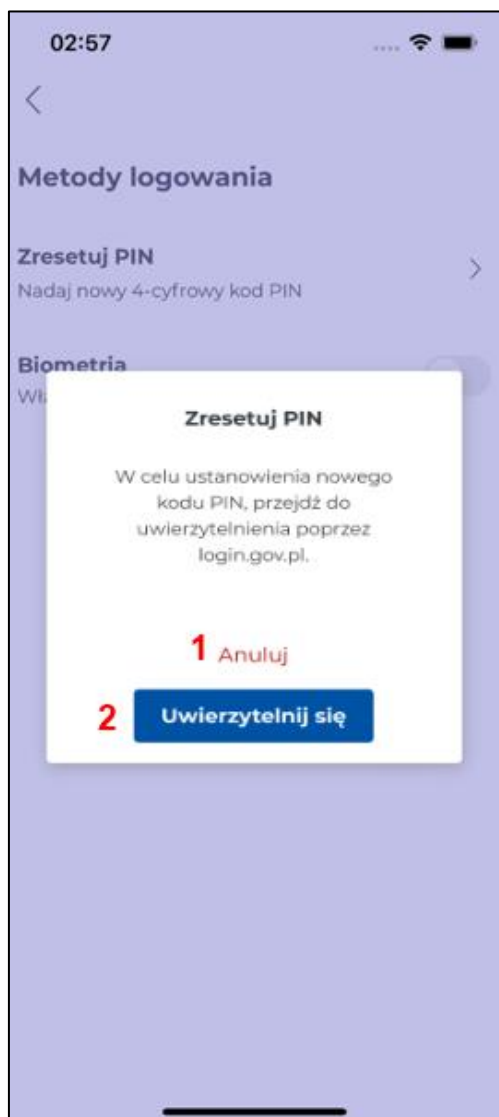 02:57
Metody logowania
Zresetuj PIN
Nadaj nowy 4-cyfrowy kod PIN
Biometria
Zresetuj PIN
W celu ustanowienia nowego
kodu PIN, przejdź do
uwierzytelnienia poprzez
login.gov.pl.
1 Anuluj
2 Uwierzytelnij się